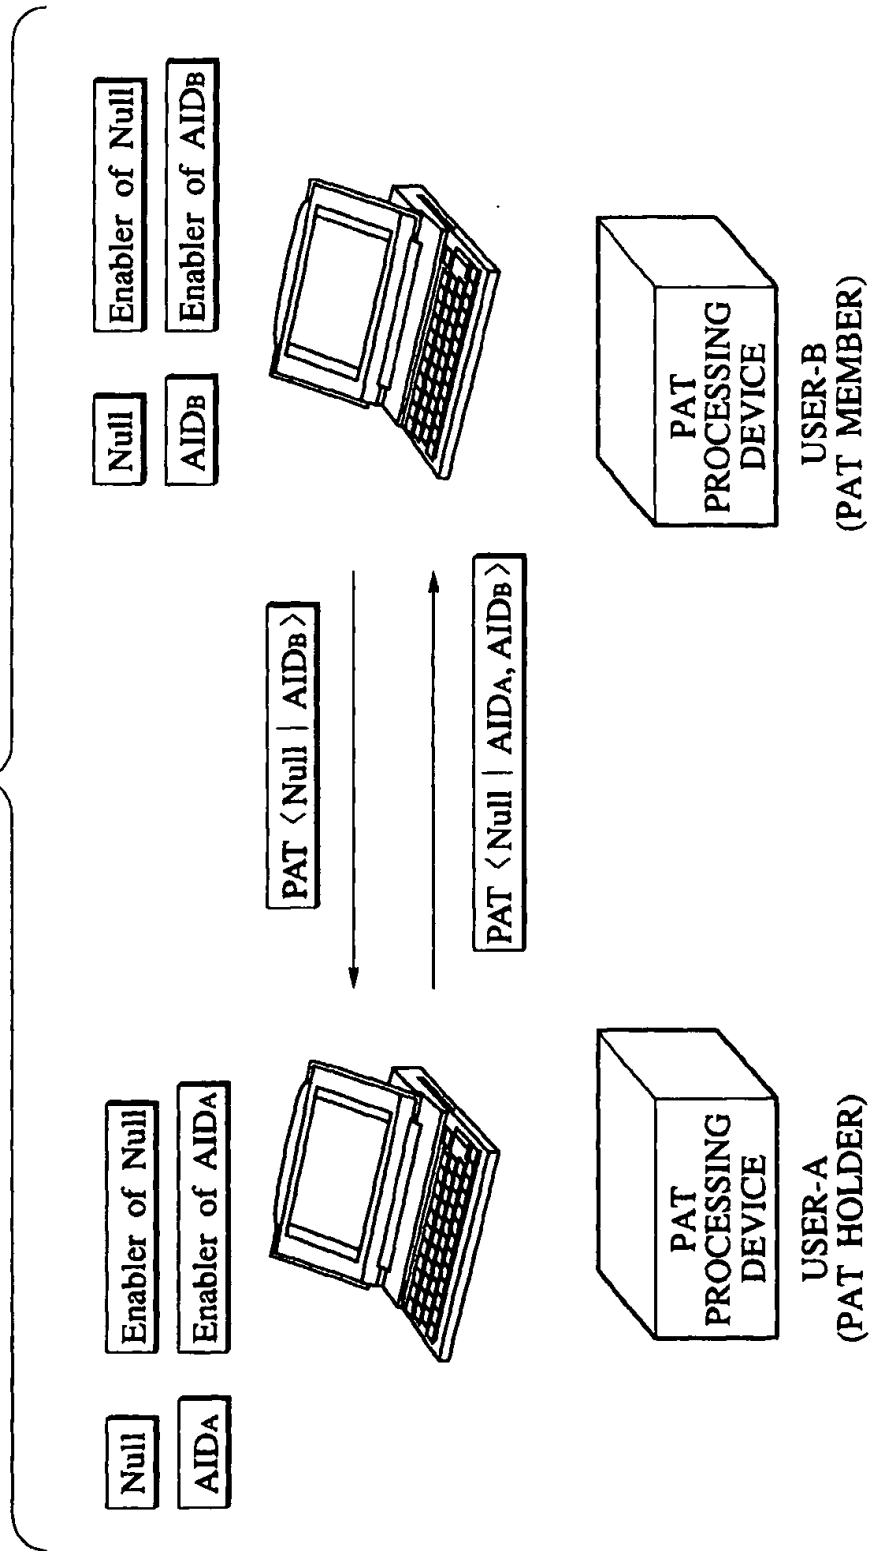 Null
Enabler of Null
AIDA
Enabler of AIDA
Null
Enabler of Null
AIDB
Enabler of AIDB
PAT <Null | AIDB>
PAT <Null | AIDA, AIDB>
PAT
PROCESSING
DEVICE
USER-A
(PAT HOLDER)
PAT
PROCESSING
DEVICE
USER-B
(PAT MEMBER)